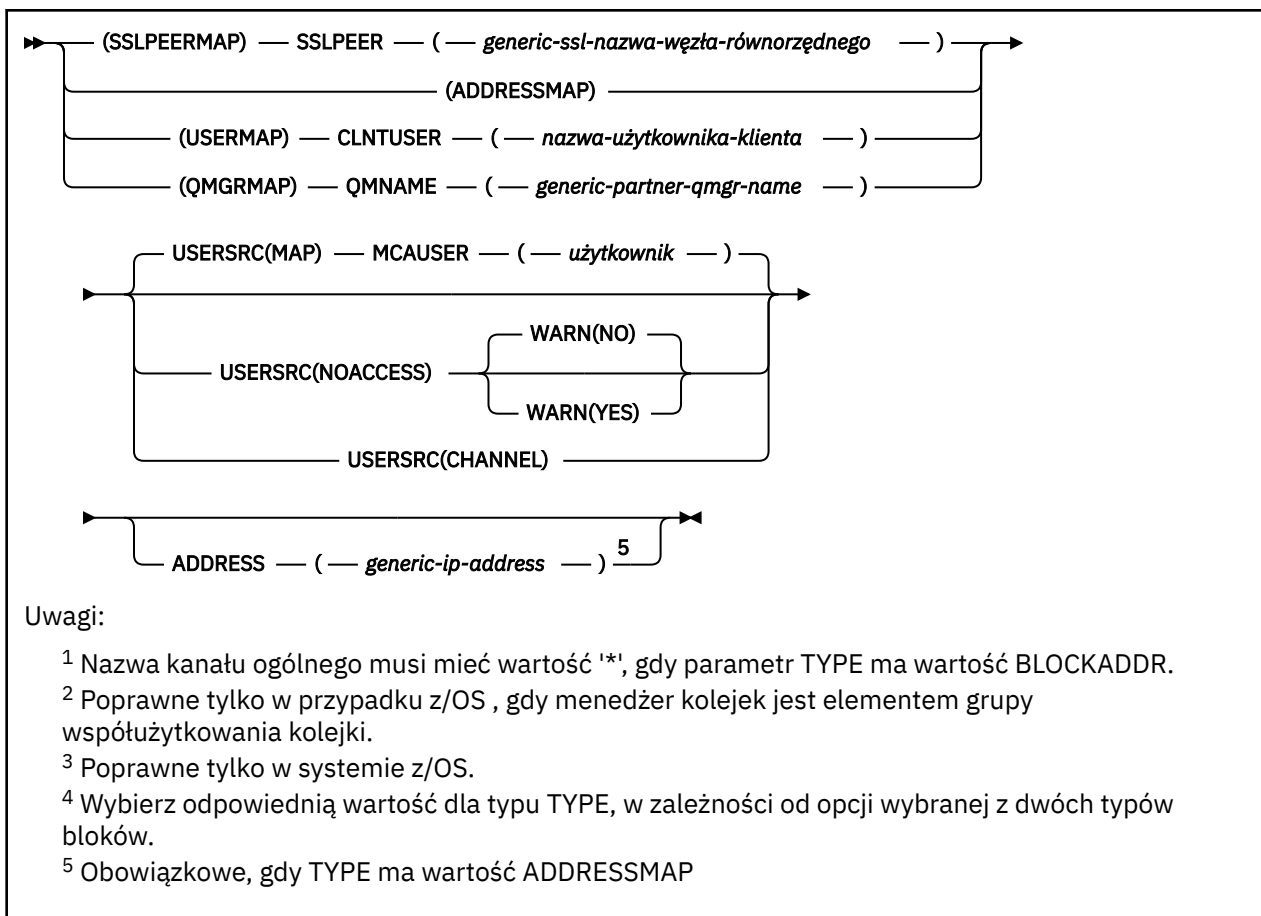 (SSLPEERMAP) — SSLPEER — ( — generic-ssl-nazwa-węzła-równorzędnego — )
(ADDRESSMAP)
(USERMAP) — CLNTUSER — ( — nazwa-użytkownika-klienta — )
(QMGRMAP) — QMNAME — ( — generic-partner-qmgr-name — )
USERSRC(MAP) — MCAUSER — ( — użytkownik — )
WARN(NO)
USERSRC(NOACCESS)
WARN(YES)
USERSRC(CHANNEL)
ADDRESS — ( — generic-ip-address — ) 5
Uwagi:
1 Nazwa kanału ogólnego musi mieć wartość '*', gdy parametr TYPE ma wartość BLOCKADDR.
2 Poprawne tylko w przypadku z/OS , gdy menedżer kolejek jest elementem grupy
współużytkowania kolejki.
3 Poprawne tylko w systemie z/OS.
4 Wybierz odpowiednią wartość dla typu TYPE, w zależności od opcji wybranej z dwóch typów
bloków.
5 Obowiązkowe, gdy TYPE ma wartość ADDRESSMAP